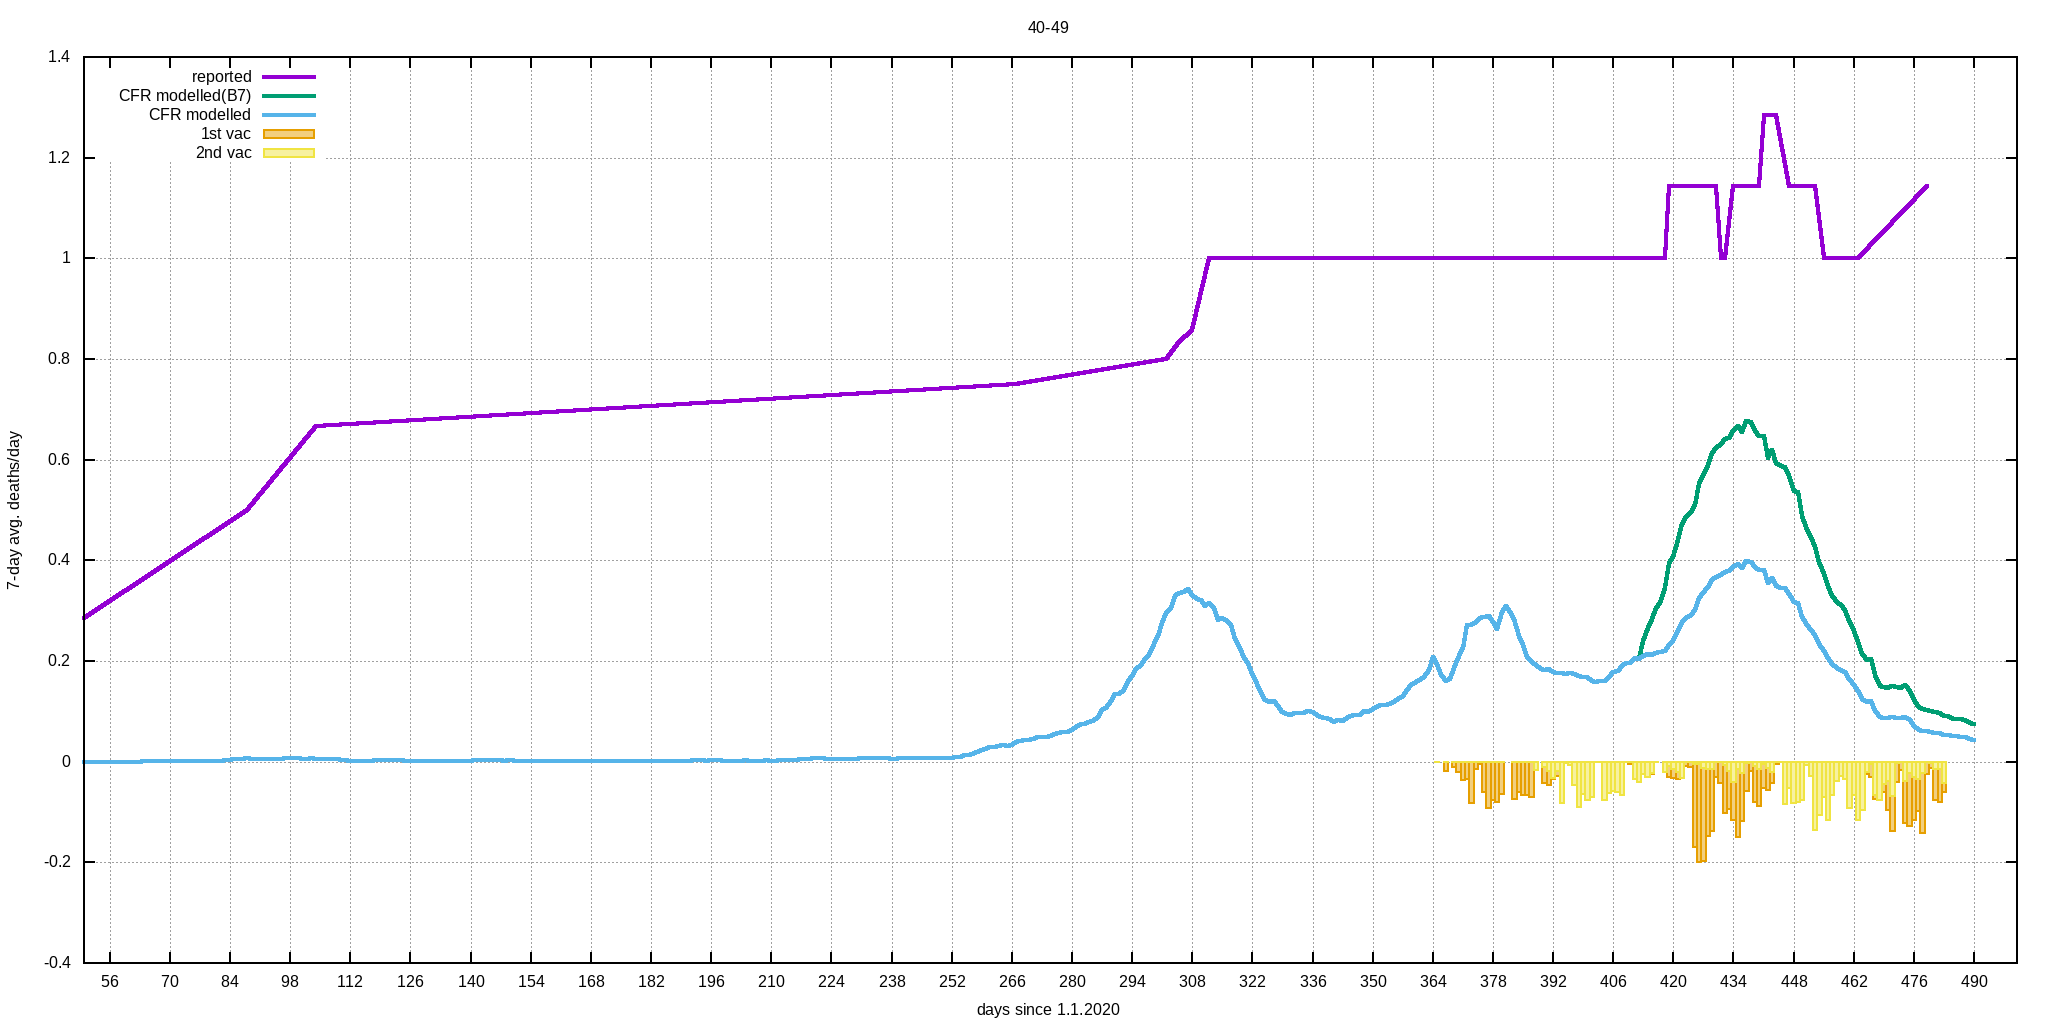 40-49
1.4
1.2
1
0.8
0.6
0.4
0.2
0
-0.2
-0.4
7-day avg. deaths/day
reported
CFR modelled(B7)
CFR modelled
1st vac
2nd vac
56 70 84 98 112 126 140 154 168 182 196 210 224 238 252 266 280 294 308 322 336 350 364 378 392 406 420 434 448 462 476 490
days since 1.1.2020